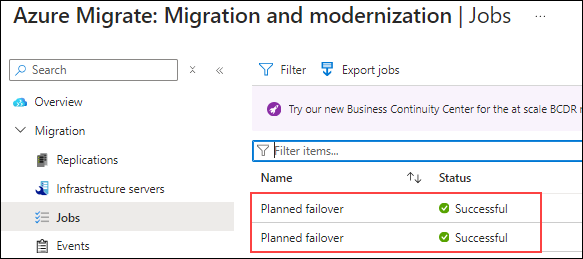 Azure Migrate: Migration and modernization | Jobs ...
Search
Overview
Migration
Replications
Infrastructure servers
Jobs
Events
Filter
Export jobs
Try our new Business Continuity Center for the at scale BCDR
Filter items...
Name Status
Planned failover Successful
Planned failover Successful